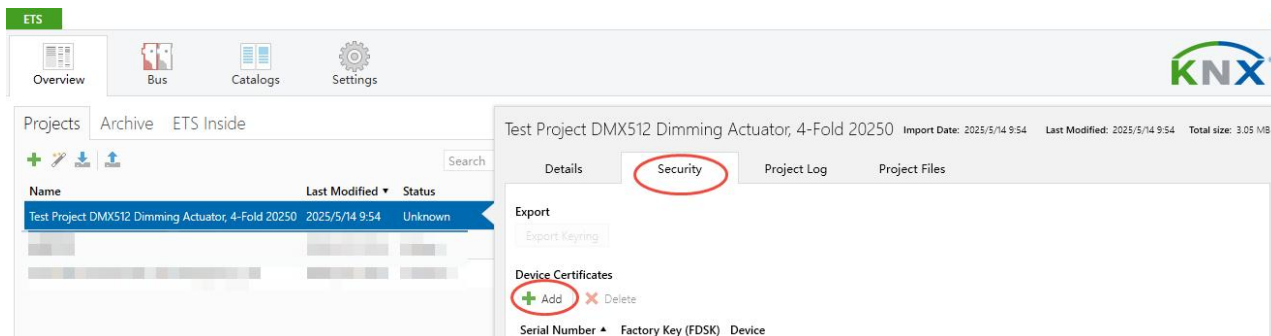 ETS
Overview Bus Catalogs Settings
KNX
Projects Archive ETS Inside
Search
Name Last Modified ▼ Status
Test Project DMX512 Dimming Actuator, 4-Fold 20250 2025/5/14 9:54 Unknown
Test Project DMX512 Dimming Actuator, 4-Fold 20250 Import Date: 2025/5/14 9:54 Last Modified: 2025/5/14 9:54 Total size: 3.05 MB
Details Security Project Log Project Files
Export
Export Keyring
Device Certificates
Add Delete
Serial Number ▲ Factory Key (FDSK) Device